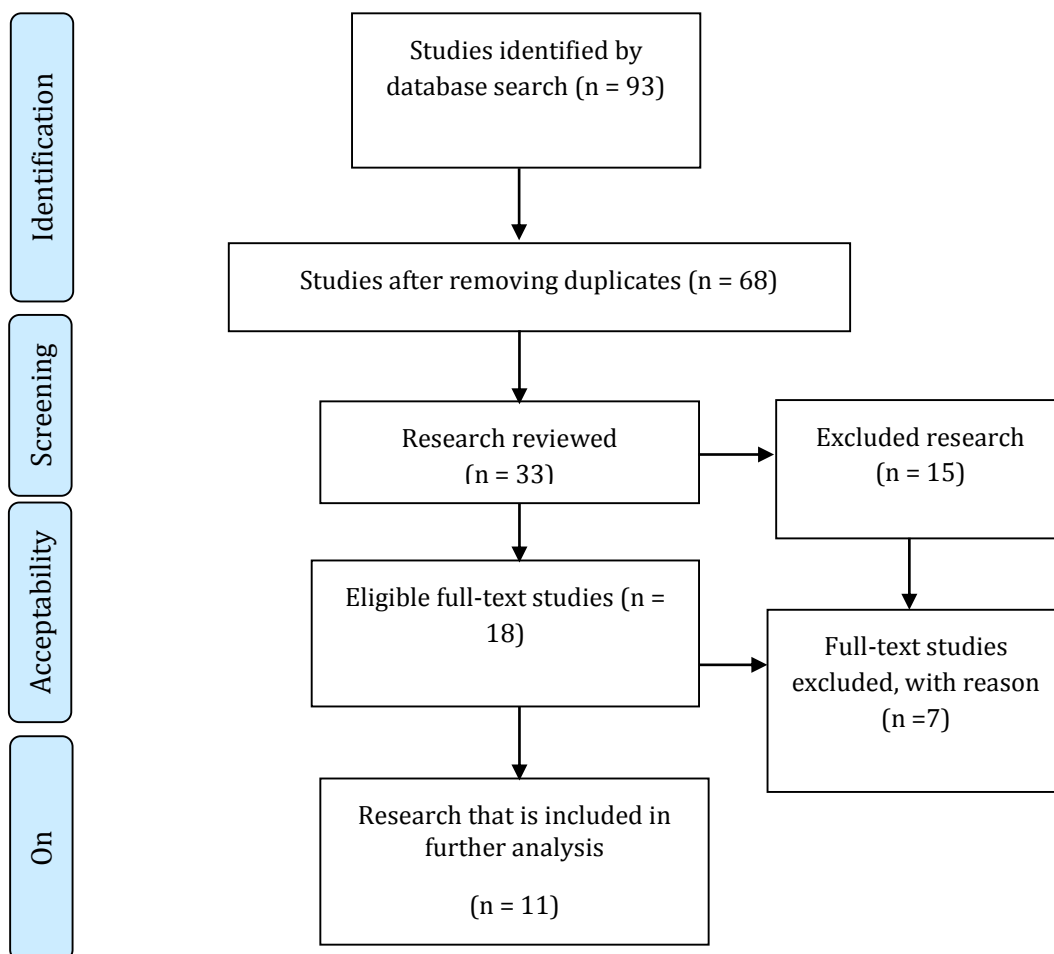 Identification
Studies identified by
database search (n = 93)
Studies after removing duplicates (n = 68)
Screening
Research reviewed
(n = 33)
Excluded research
(n = 15)
Acceptability
Eligible full-text studies (n =
18)
Full-text studies
excluded, with reason
(n =7)
On
Research that is included in
further analysis
(n = 11)